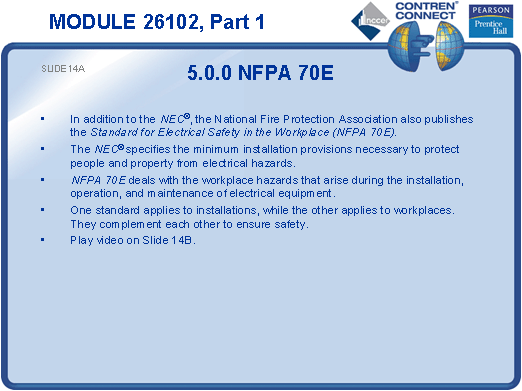 MODULE 26102, Part 1
nccer
CONTREN®
CONNECT
PEARSON
Prentice
Hall
SLIDE 14A
5.0.0 NFPA 70E
• In addition to the NEC®, the National Fire Protection Association also publishes
the Standard for Electrical Safety in the Workplace (NFPA 70E).
• The NEC® specifies the minimum installation provisions necessary to protect
people and property from electrical hazards.
• NFPA 70E deals with the workplace hazards that arise during the installation,
operation, and maintenance of electrical equipment.
• One standard applies to installations, while the other applies to workplaces.
They complement each other to ensure safety.
• Play video on Slide 14B.